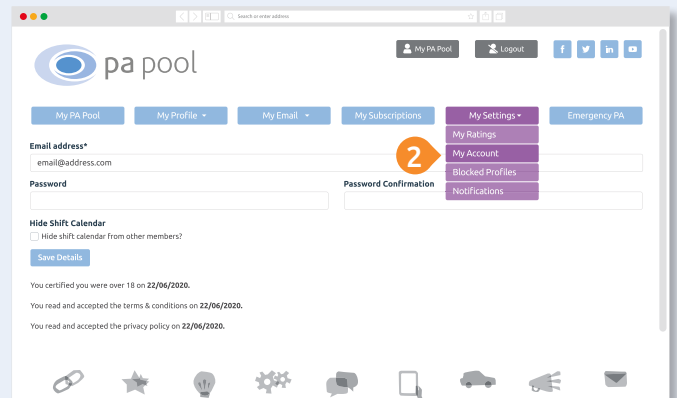 Search or enter address
pa pool
My PA Pool
Logout
My PA Pool
My Profile
My Email
My Subscriptions
My Settings
Emergency PA
My Ratings
My Account
Blocked Profiles
Notifications
2
Email address*
email@address.com
Password
Password Confirmation
Hide Shift Calendar
Hide shift calendar from other members?
Save Details
You certified you were over 18 on 22/06/2020.
You read and accepted the terms & conditions on 22/06/2020.
You read and accepted the privacy policy on 22/06/2020.